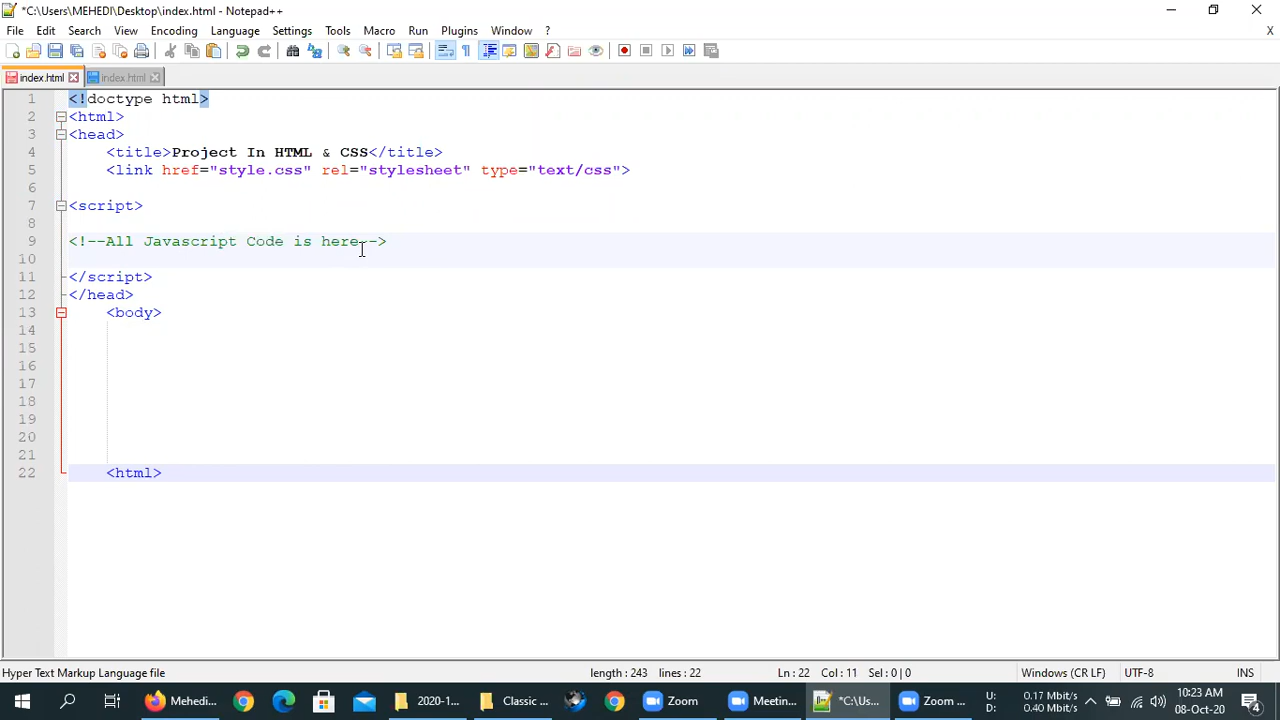 *C:\Users\MEHEDI\Desktop\index.html - Notepad++
File Edit Search View Encoding Language Settings Tools Macro Run Plugins Window ? X
index.html index.html
1 <!doctype html>
2 <html>
3 <head>
4 <title>Project In HTML & CSS</title>
5 <link href="style.css" rel="stylesheet" type="text/css">
6
7 <script>
8
9 <!--All Javascript Code is here-->
10
11 </script>
12 </head>
13 <body>
14
15
16
17
18
19
20
21
22 <html>
Hyper Text Markup Language file length : 243 lines : 22 Ln : 22 Col : 11 Sel : 0 | 0 Windows (CR LF) UTF-8 INS
Mehedi... 2020-1... Classic ... Zoom Meetin... *C:\Us... Zoom ... U: 0.17 Mbit/s 10:23 AM
D: 0.40 Mbit/s 08-Oct-20 4